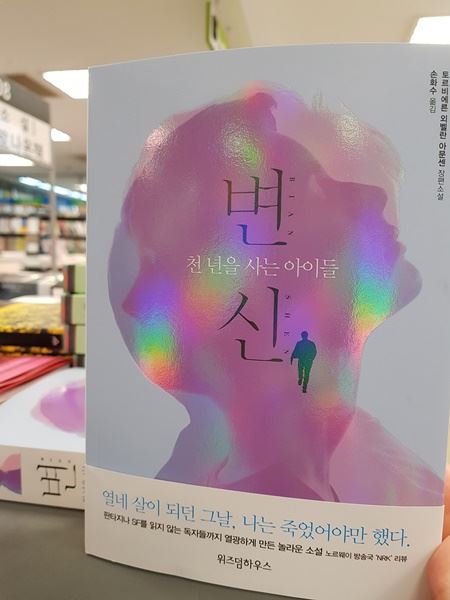 토르비에른 외벨란 아문센 장편소설
손화수 옮김
변
BIAN
천 년을 사는 아이들
신
SHEN
열네 살이 되던 그날, 나는 죽었어야만 했다.
판타지나 SF를 읽지 않는 독자들까지 열광하게 만든 놀라운 소설 노르웨이 방송국 'NRK' 리뷰
위즈덤하우스
변